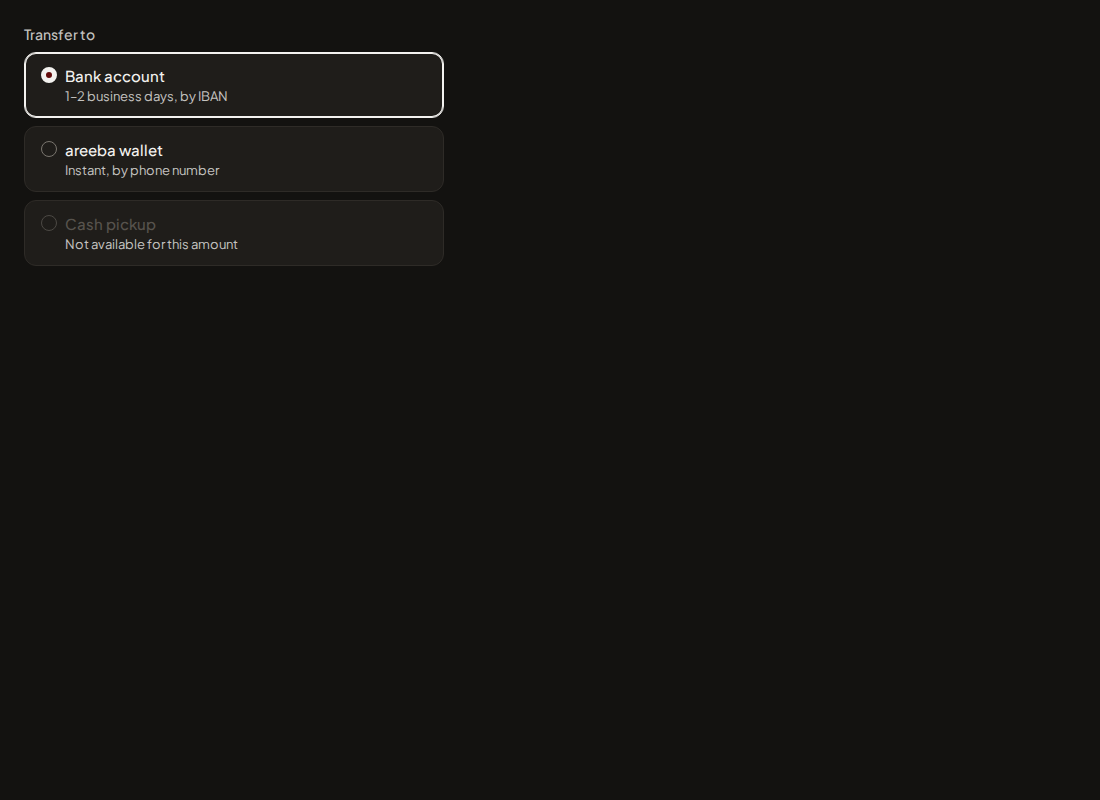 Transfer to
Bank account
1–2 business days, by IBAN
areeba wallet
Instant, by phone number
Cash pickup
Not available for this amount